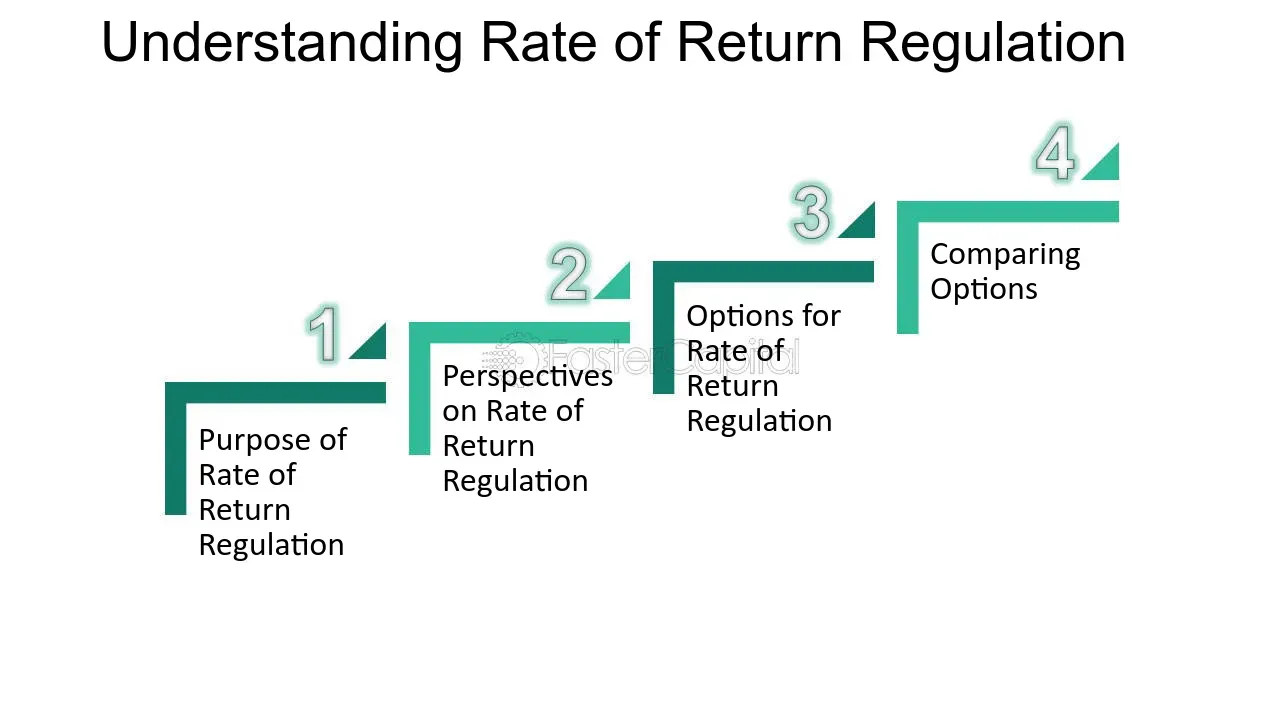 Understanding Rate of Return Regulation
1
Purpose of
Rate of
Return
Regulation
2
Perspectives
on Rate of
Return
Regulation
3
Options for
Rate of
Return
Regulation
4
Comparing
Options
FasterCapital